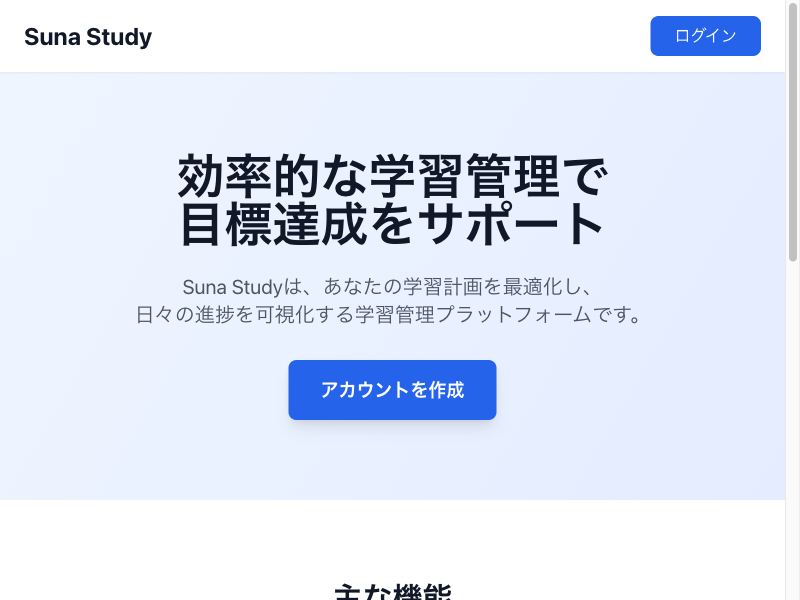 Suna Study
ログイン
効率的な学習管理で
目標達成をサポート
Suna Studyは、あなたの学習計画を最適化し、
日々の進捗を可視化する学習管理プラットフォームです。
アカウントを作成
主な機能